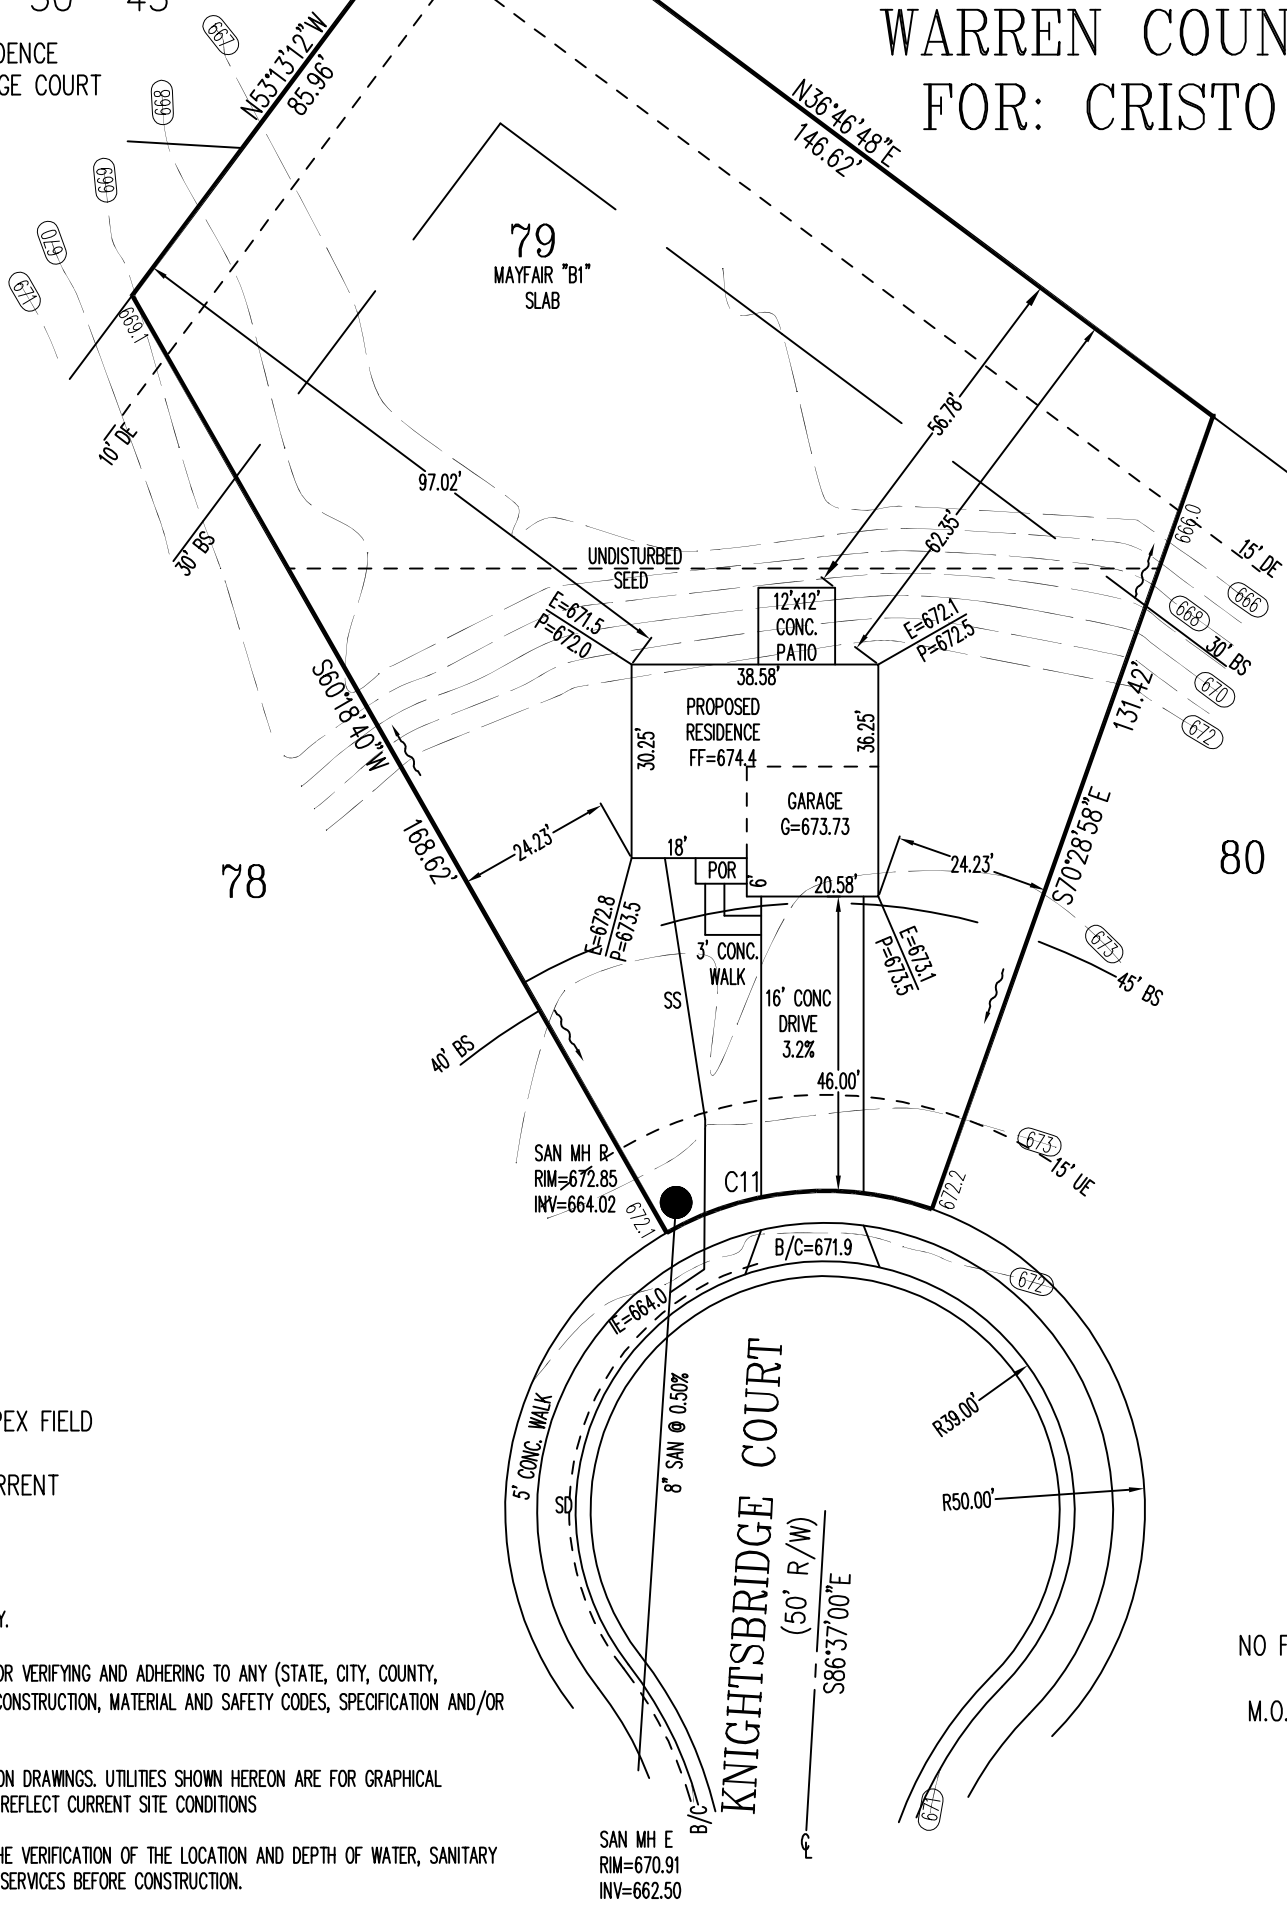 30 45
DENCE
GE COURT
WARREN COUN
FOR: CRISTO
667
668
669
670
671
N53°13'12"W
85.96'
N36°46'48"E
146.62'
79
MAYFAIR "B1"
SLAB
669.1
10' DE
30' BS
97.02'
56.78'
62.35'
UNDISTURBED
SEED
666.0
15' DE
666
668
30' BS
670
672
E=671.5
P=672.0
12'x12'
CONC.
PATIO
E=672.1
P=672.5
38.58'
PROPOSED
RESIDENCE
FF=674.4
30.25'
36.25'
GARAGE
G=673.73
S60°18'40"W
168.62'
131.42'
S70°28'58"E
78
80
24.23'
24.23'
18'
POR
6'
20.58'
E=672.8
P=673.5
E=673.1
P=673.5
3' CONC.
WALK
SS
16' CONC
DRIVE
3.2%
46.00'
673
45' BS
40' BS
SAN MH R
RIM=672.85
INV=664.02
C11
673
15' UE
672.1
672.2
B/C=671.9
672
IE=664.0
5' CONC. WALK
SD
8" SAN @ 0.50%
KNIGHTSBRIDGE COURT
(50' R/W)
S86°37'00"E
R39.00'
R50.00'
PEX FIELD
RRENT
Y.
OR VERIFYING AND ADHERING TO ANY (STATE, CITY, COUNTY,
CONSTRUCTION, MATERIAL AND SAFETY CODES, SPECIFICATION AND/OR
ON DRAWINGS. UTILITIES SHOWN HEREON ARE FOR GRAPHICAL
REFLECT CURRENT SITE CONDITIONS
HE VERIFICATION OF THE LOCATION AND DEPTH OF WATER, SANITARY
SERVICES BEFORE CONSTRUCTION.
NO F
M.O.
B/C
℄
671
SAN MH E
RIM=670.91
INV=662.50